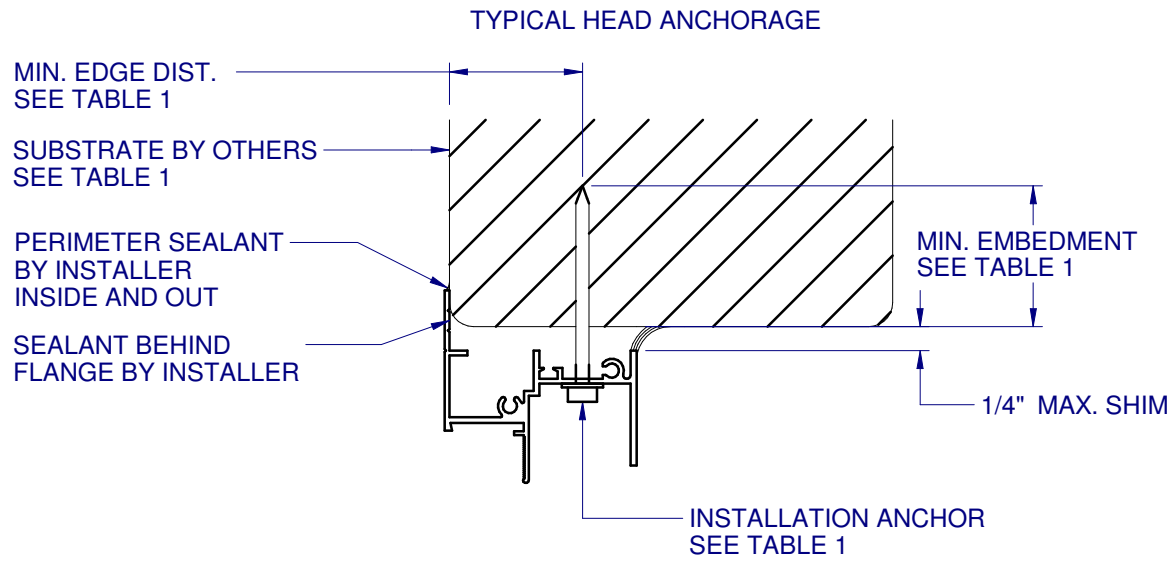 TYPICAL HEAD ANCHORAGE
MIN. EDGE DIST.
SEE TABLE 1
SUBSTRATE BY OTHERS
SEE TABLE 1
PERIMETER SEALANT
BY INSTALLER
INSIDE AND OUT
SEALANT BEHIND
FLANGE BY INSTALLER
MIN. EMBEDMENT
SEE TABLE 1
1/4" MAX. SHIM
INSTALLATION ANCHOR
SEE TABLE 1